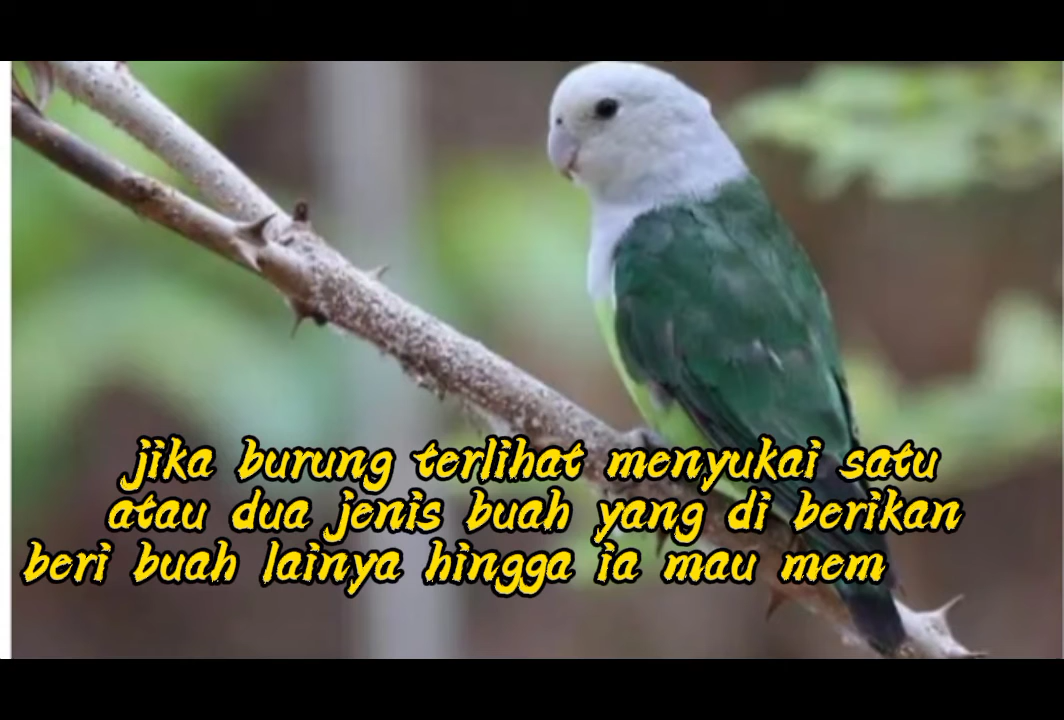 jika burung terlihat menyukai satu
atau dua jenis buah yang di berikan
beri buah lainya hingga ia mau mem